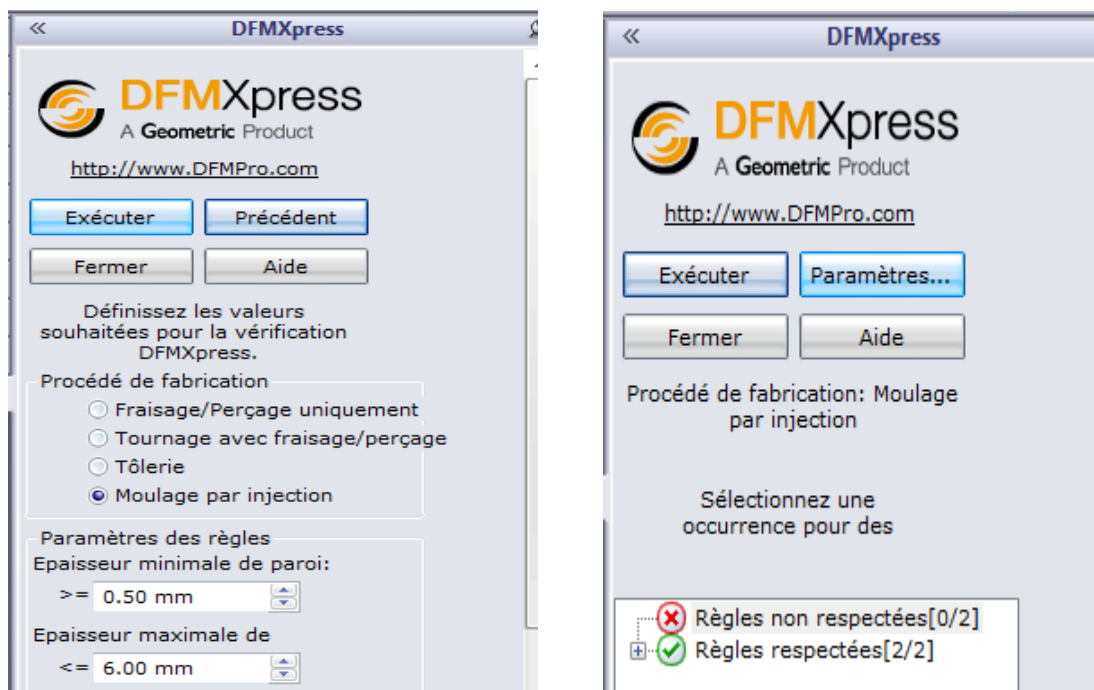 DFMXpress
DFMXpress
A Geometric Product
http://www.DFMPro.com
Exécuter Précédent
Fermer Aide
Définissez les valeurs
souhaitées pour la vérification
DFMXpress.
Procédé de fabrication
Fraisage/Perçage uniquement
Tournage avec fraisage/perçage
Tôlerie
Moulage par injection
Paramètres des règles
Epaisseur minimale de paroi:
>= 0.50 mm
Epaisseur maximale de
<= 6.00 mm
DFMXpress
DFMXpress
A Geometric Product
http://www.DFMPro.com
Exécuter Paramètres...
Fermer Aide
Procédé de fabrication: Moulage
par injection
Sélectionnez une
occurrence pour des
Règles non respectées[0/2]
Règles respectées[2/2]